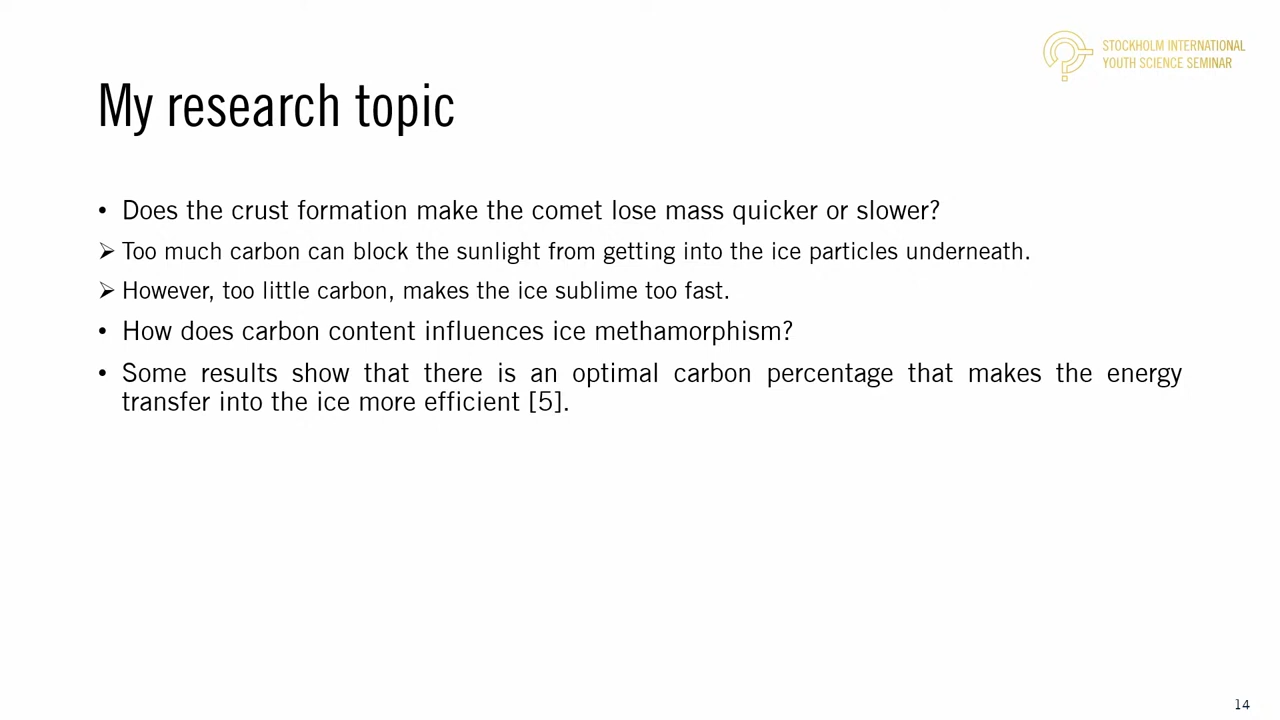 STOCKHOLM INTERNATIONAL
YOUTH SCIENCE SEMINAR
My research topic
• Does the crust formation make the comet lose mass quicker or slower?
➢ Too much carbon can block the sunlight from getting into the ice particles underneath.
➢ However, too little carbon, makes the ice sublime too fast.
• How does carbon content influences ice methamorphism?
• Some results show that there is an optimal carbon percentage that makes the energy
transfer into the ice more efficient [5].
14